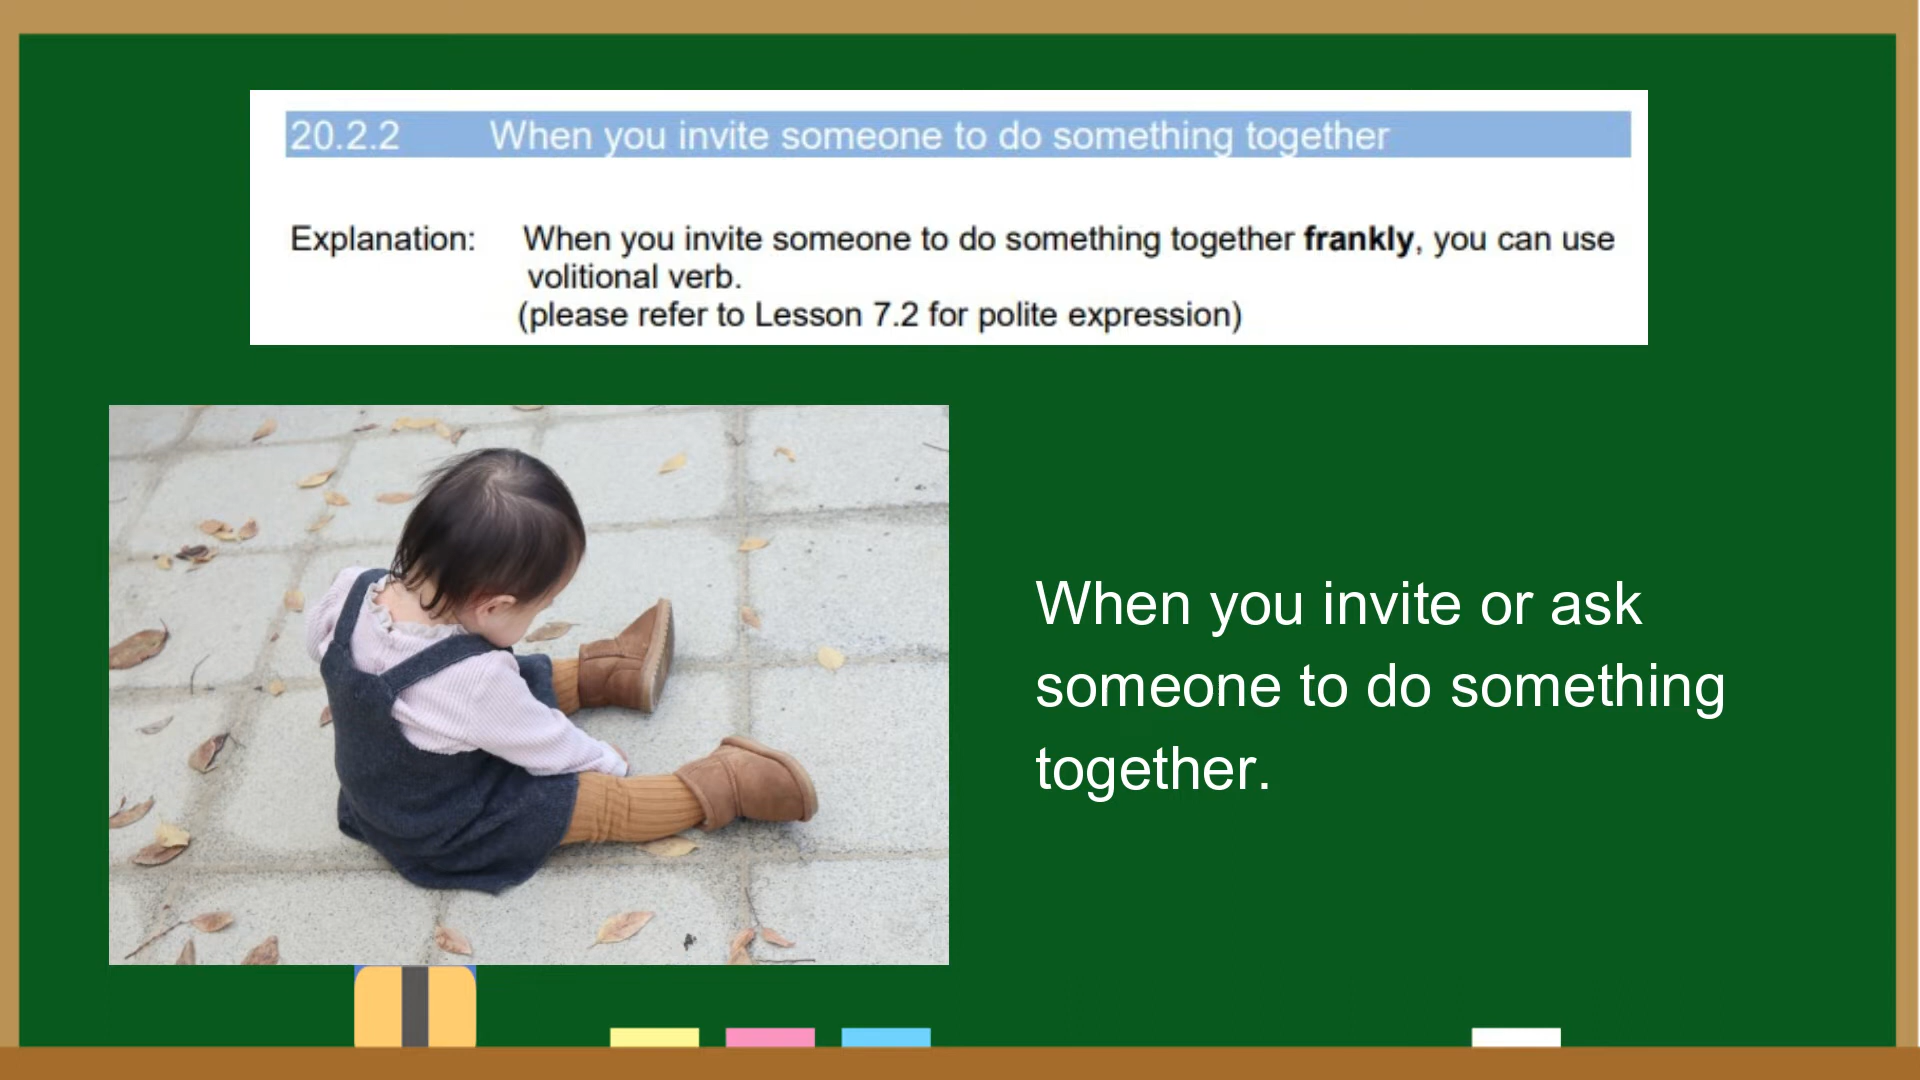 20.2.2 When you invite someone to do something together
Explanation: When you invite someone to do something together frankly, you can use
volitional verb.
(please refer to Lesson 7.2 for polite expression)
When you invite or ask
someone to do something
together.